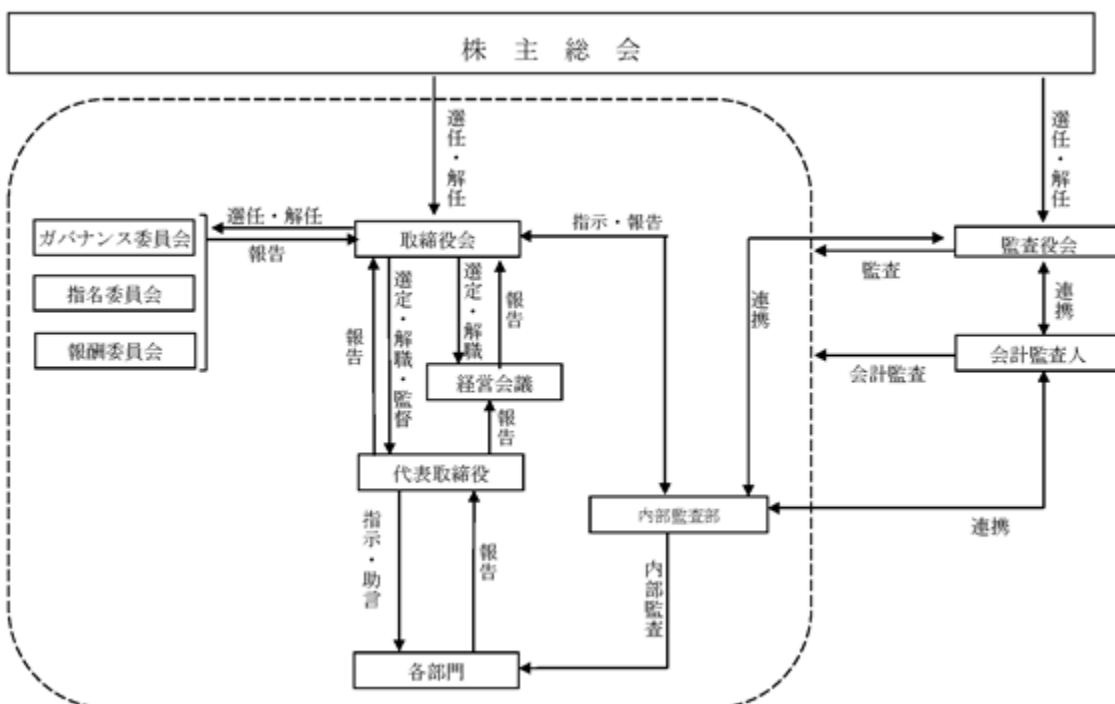 株主総会
選任・解任
選任・解任
ガバナンス委員会
指名委員会
報酬委員会
選任・解任
報告
取締役会
指示・報告
監査役会
監査
連携
連携
会計監査人
会計監査
報告
選定・解職・監督
選定・解職
報告
経営会議
報告
代表取締役
内部監査部
連携
指示・助言
報告
内部監査
各部門